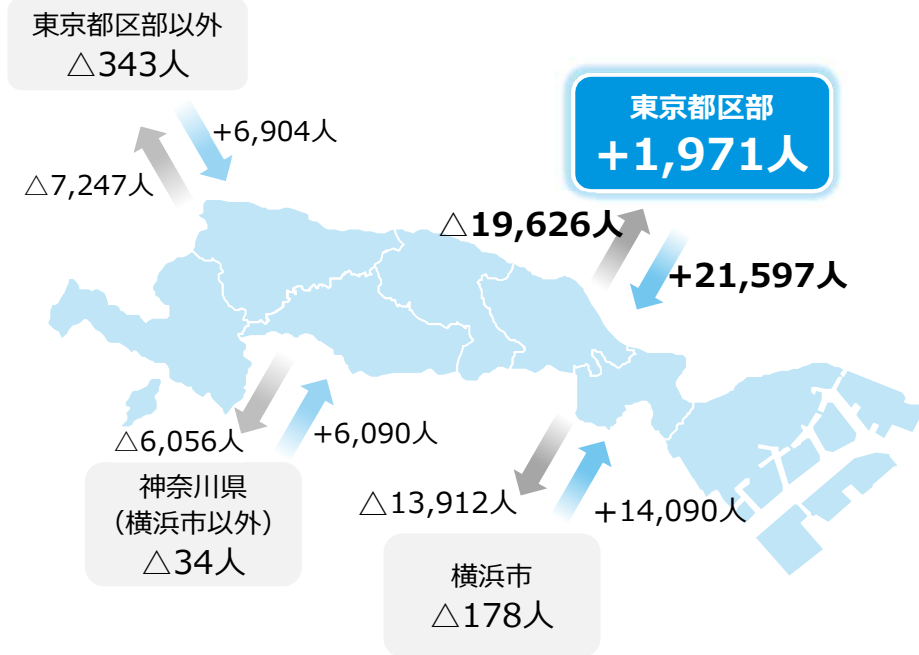 東京都区部以外
△343人
+6,904人
△7,247人
東京都区部
+1,971人
△19,626人
+21,597人
△6,056人
+6,090人
神奈川県
（横浜市以外）
△34人
△13,912人
+14,090人
横浜市
△178人